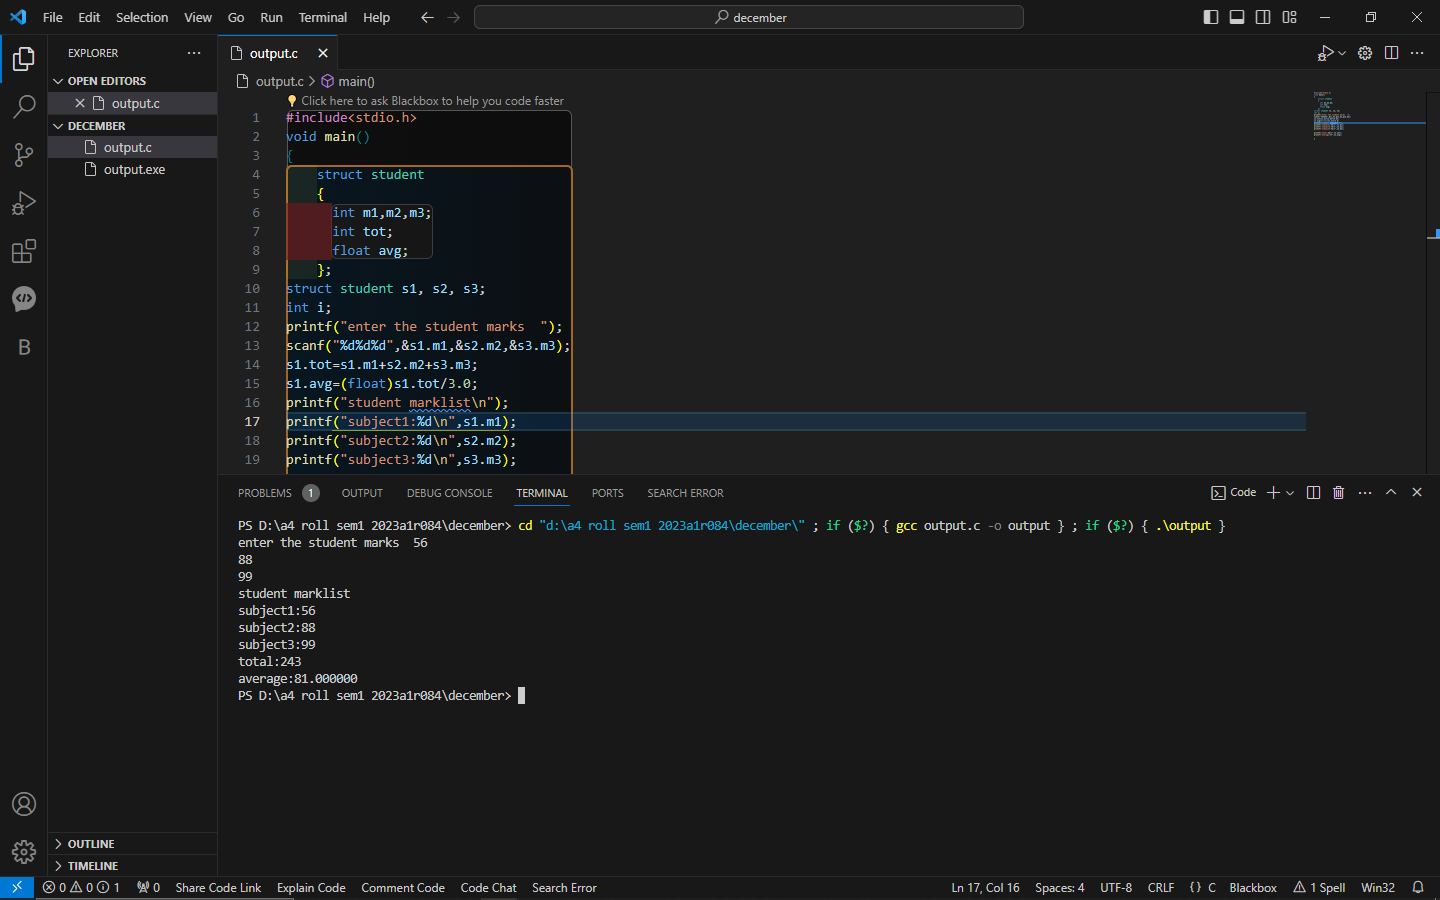 File Edit Selection View Go Run Terminal Help
december
EXPLORER
OPEN EDITORS
output.c
DECEMBER
output.c
output.exe
OUTLINE
TIMELINE
output.c
output.c > main()
Click here to ask Blackbox to help you code faster
1 #include<stdio.h>
2 void main()
3 {
4 struct student
5 {
6 int m1,m2,m3;
7 int tot;
8 float avg;
9 };
10 struct student s1, s2, s3;
11 int i;
12 printf("enter the student marks  ");
13 scanf("%d%d%d",&s1.m1,&s2.m2,&s3.m3);
14 s1.tot=s1.m1+s2.m2+s3.m3;
15 s1.avg=(float)s1.tot/3.0;
16 printf("student marklist\n");
17 printf("subject1:%d\n",s1.m1);
18 printf("subject2:%d\n",s2.m2);
19 printf("subject3:%d\n",s3.m3);
PROBLEMS 1 OUTPUT DEBUG CONSOLE TERMINAL PORTS SEARCH ERROR
Code
PS D:\a4 roll sem1 2023a1r084\december> cd "d:\a4 roll sem1 2023a1r084\december\" ; if ($?) { gcc output.c -o output } ; if ($?) { .\output }
enter the student marks  56
88
99
student marklist
subject1:56
subject2:88
subject3:99
total:243
average:81.000000
PS D:\a4 roll sem1 2023a1r084\december>
0 0 1 0 Share Code Link Explain Code Comment Code Code Chat Search Error
Ln 17, Col 16 Spaces: 4 UTF-8 CRLF {} C Blackbox 1 Spell Win32